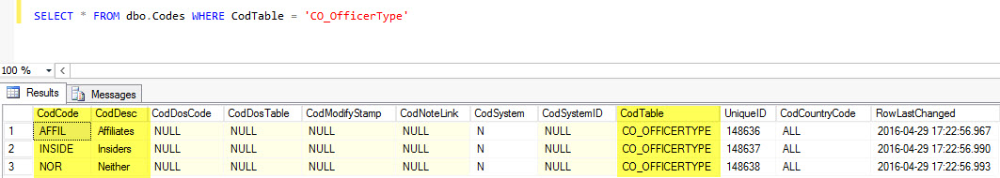 SELECT * FROM dbo.Codes WHERE CodTable = 'CO_OfficerType'
100 %
Results Messages
CodCode CodDesc CodDosCode CodDosTable CodModifyStamp CodNoteLink CodSystem CodSystemID CodTable UniqueID CodCountryCode RowLastChanged
1 AFFIL Affiliates NULL NULL NULL NULL N NULL CO_OFFICERTYPE 148636 ALL 2016-04-29 17:22:56.967
2 INSIDE Insiders NULL NULL NULL NULL N NULL CO_OFFICERTYPE 148637 ALL 2016-04-29 17:22:56.990
3 NOR Neither NULL NULL NULL NULL N NULL CO_OFFICERTYPE 148638 ALL 2016-04-29 17:22:56.993